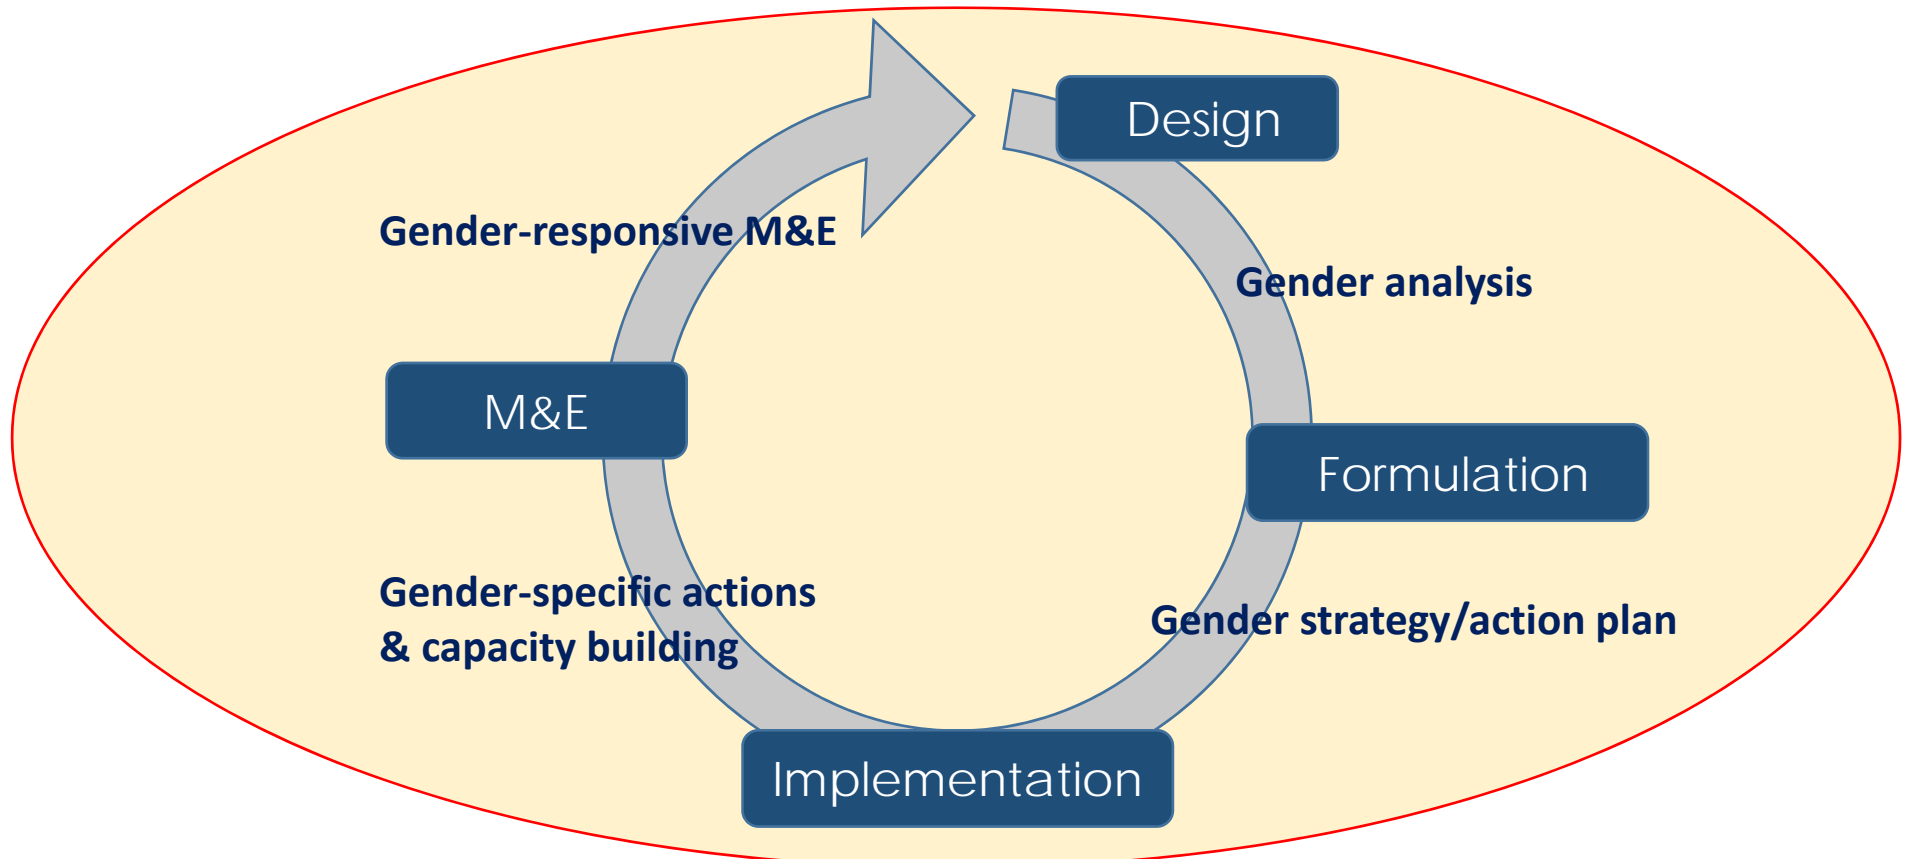 Design
Gender-responsive M&E
Gender analysis
M&E
Formulation
Gender-specific actions
& capacity building
Gender strategy/action plan
Implementation